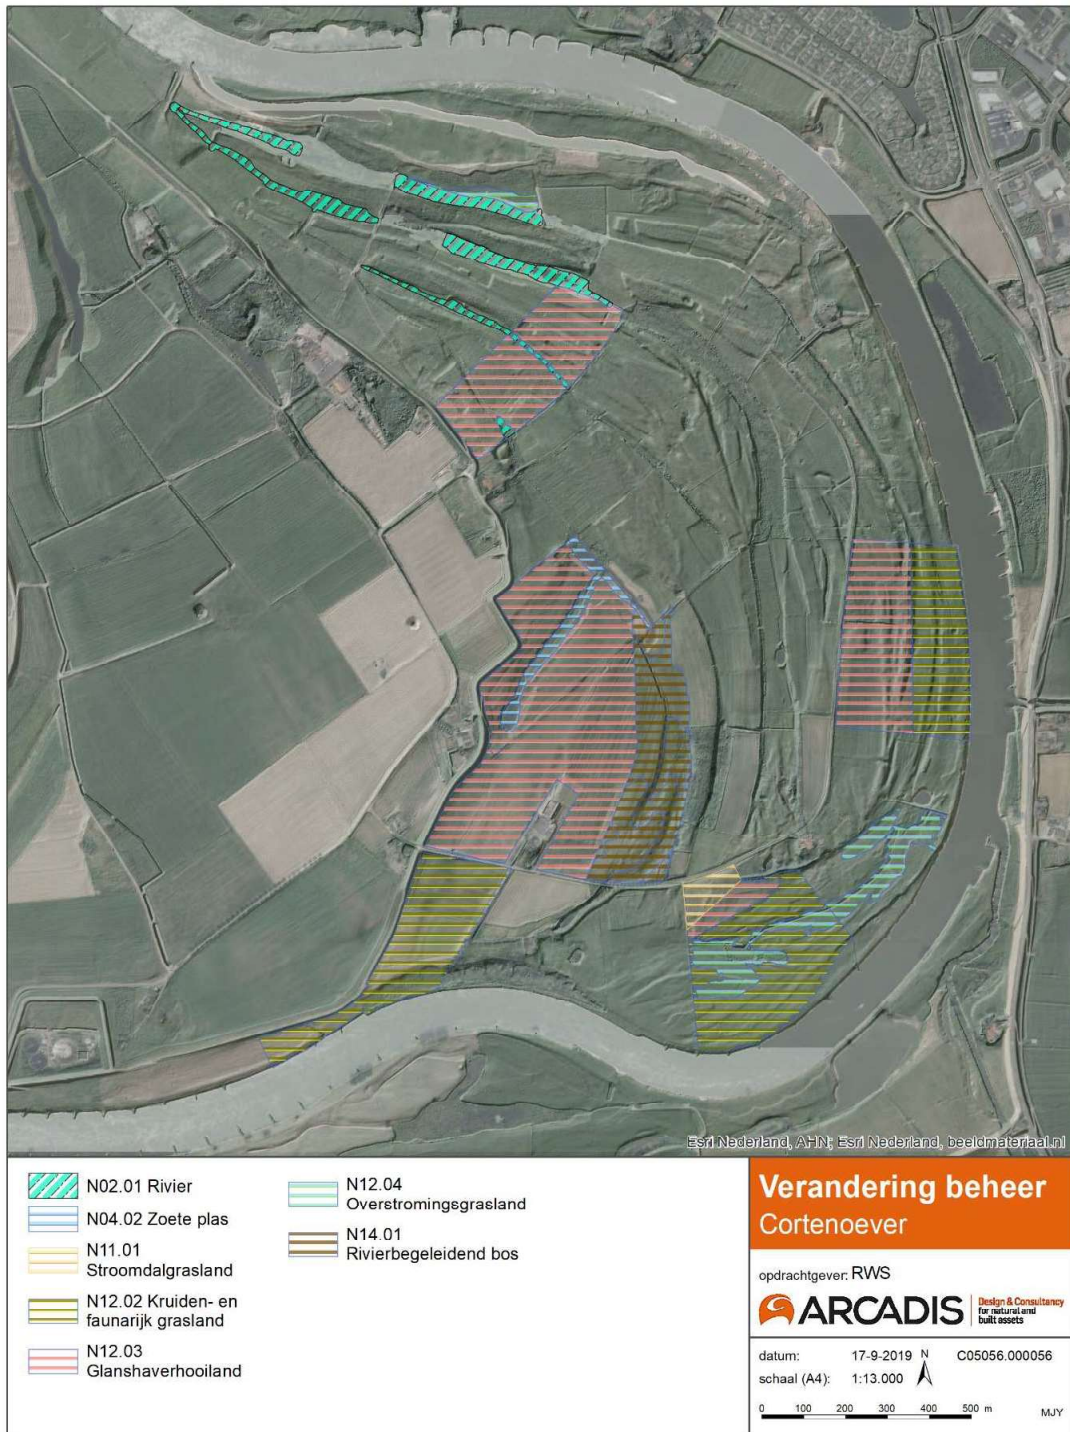 Esri Nederland, AHN; Esri Nederland, beeldmateriaal.nl
N02.01 Rivier
N04.02 Zoete plas
N11.01
Stroomdalgrasland
N12.02 Kruiden- en
faunarijk grasland
N12.03
Glanshaverhooiland
N12.04
Overstromingsgrasland
N14.01
Rivierbegeleidend bos
Verandering beheer
Cortenoever
opdrachtgever: RWS
ARCADIS
Design & Consultancy
for natural and
built assets
datum: 17-9-2019 N C05056.000056
schaal (A4): 1:13.000
0 100 200 300 400 500 m
MJY